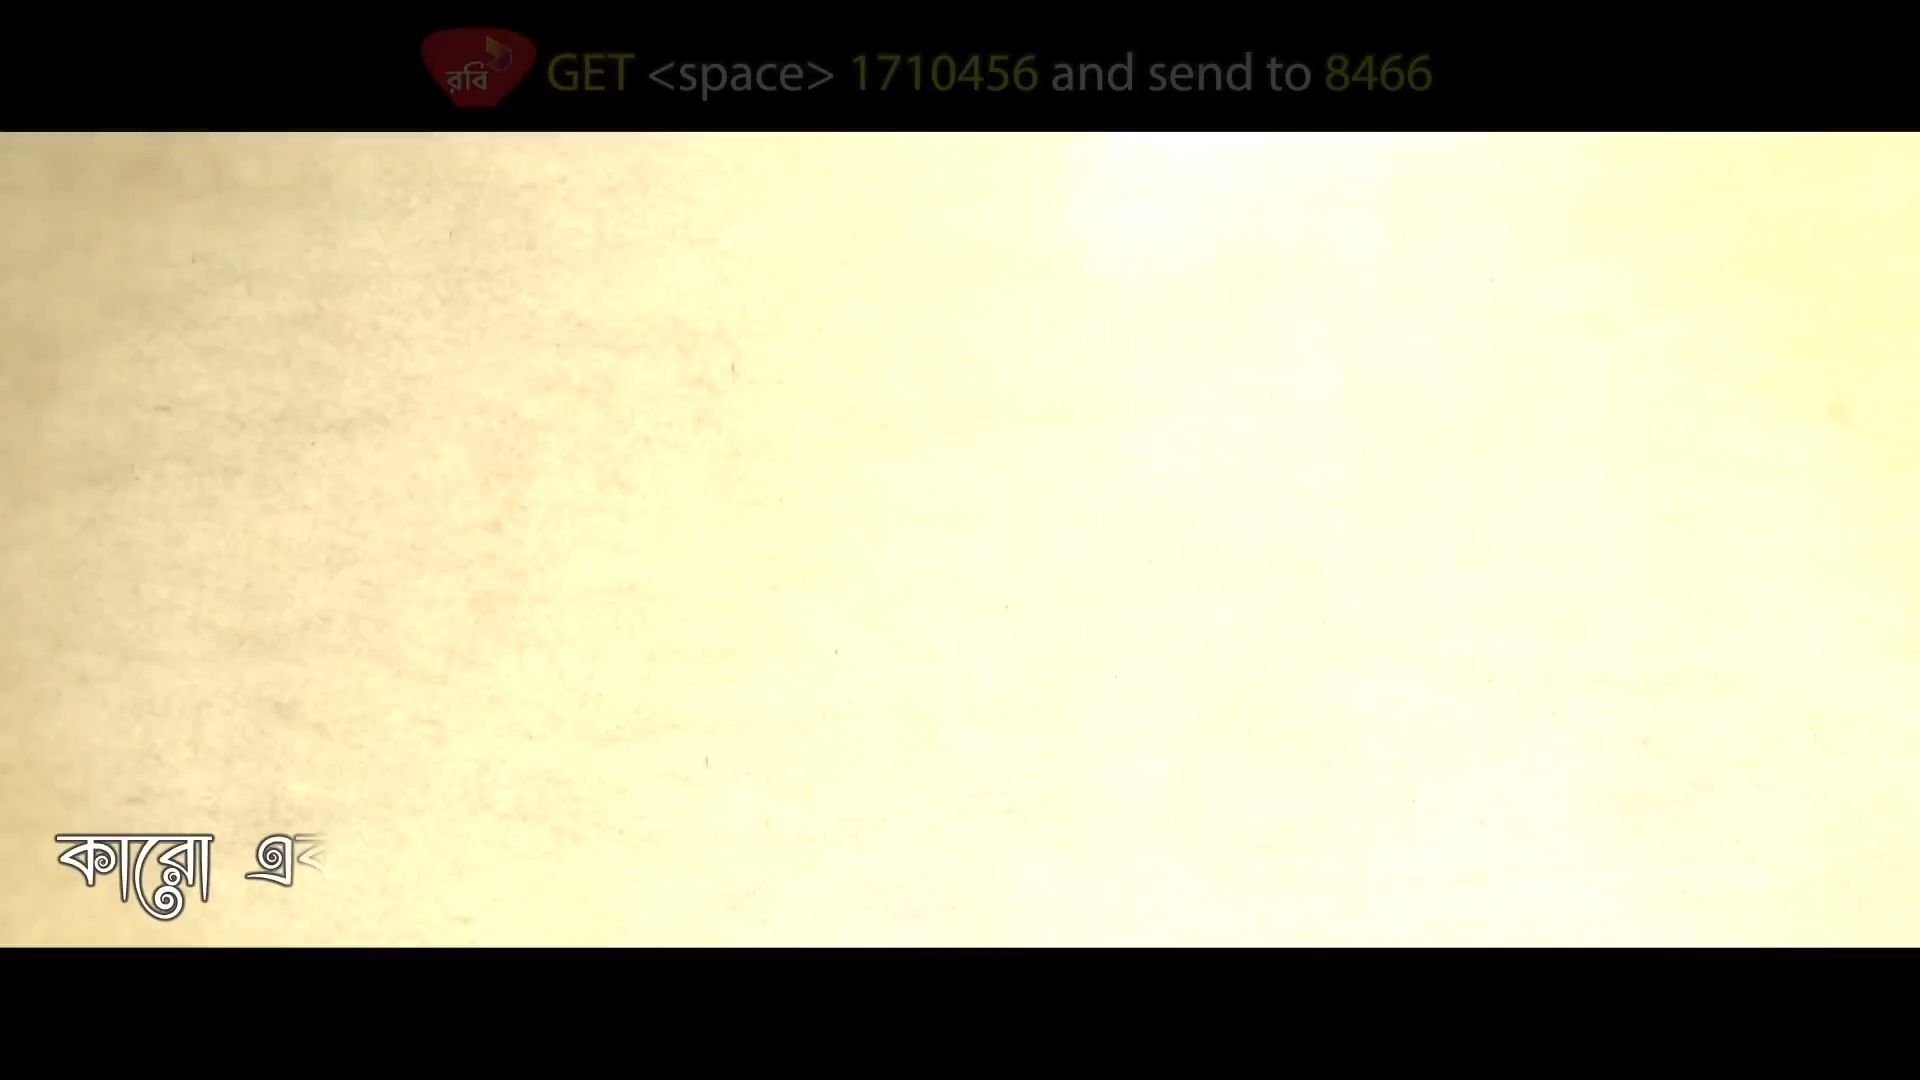 রবি GET <space> 1710456 and send to 8466
কারো